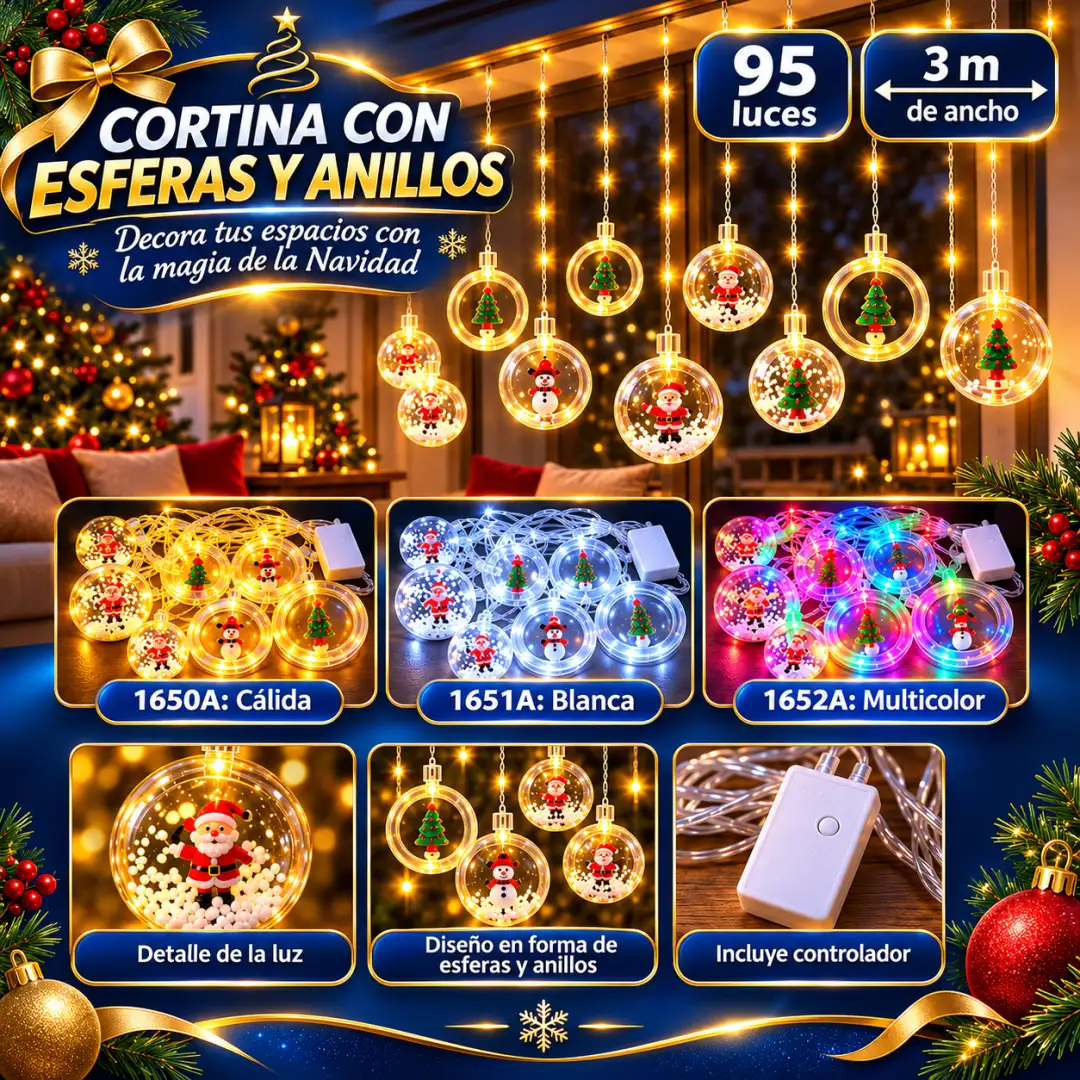 CORTINA CON
ESFERAS Y ANILLOS
Decora tus espacios con
la magia de la Navidad
95
luces
3 m
de ancho
1650A: Cálida
1651A: Blanca
1652A: Multicolor
Detalle de la luz
Diseño en forma de
esferas y anillos
Incluye controlador